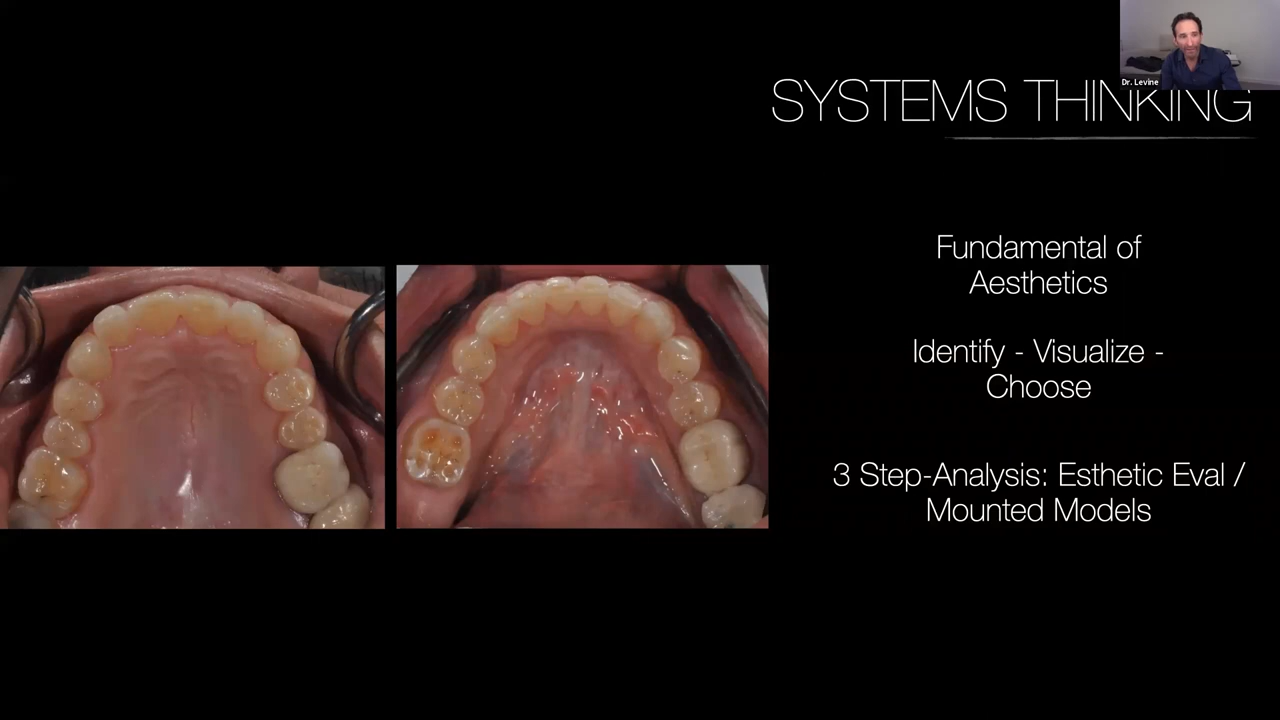 Dr. Levine
SYSTEMS THINKING
Fundamental of
Aesthetics
Identify - Visualize -
Choose
3 Step-Analysis: Esthetic Eval /
Mounted Models